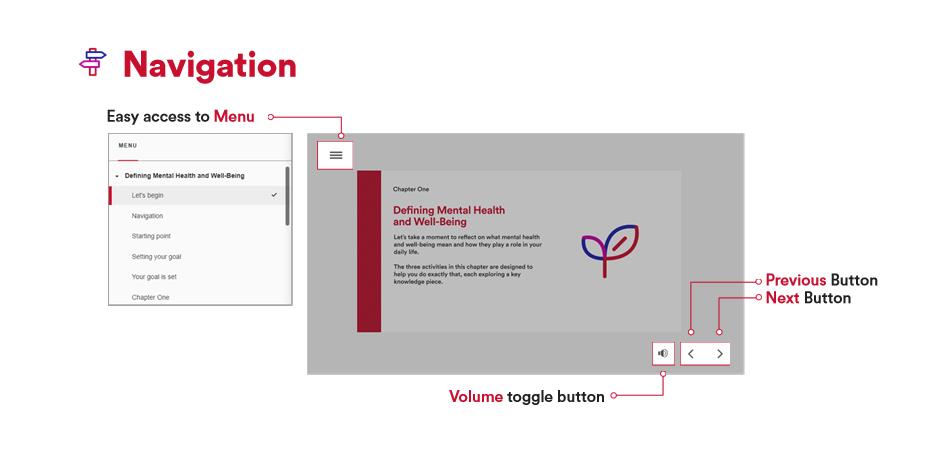 Navigation
Easy access to Menu
MENU
Defining Mental Health and Well-Being
Let's begin
Navigation
Starting point
Setting your goal
Your goal is set
Chapter One
Chapter One
Defining Mental Health
and Well-Being
Let's take a moment to reflect on what mental health
and well-being mean and how they play a role in your
daily life.
The three activities in this chapter are designed to
help you do exactly that, each exploring a key
knowledge piece.
Previous Button
Next Button
Volume toggle button